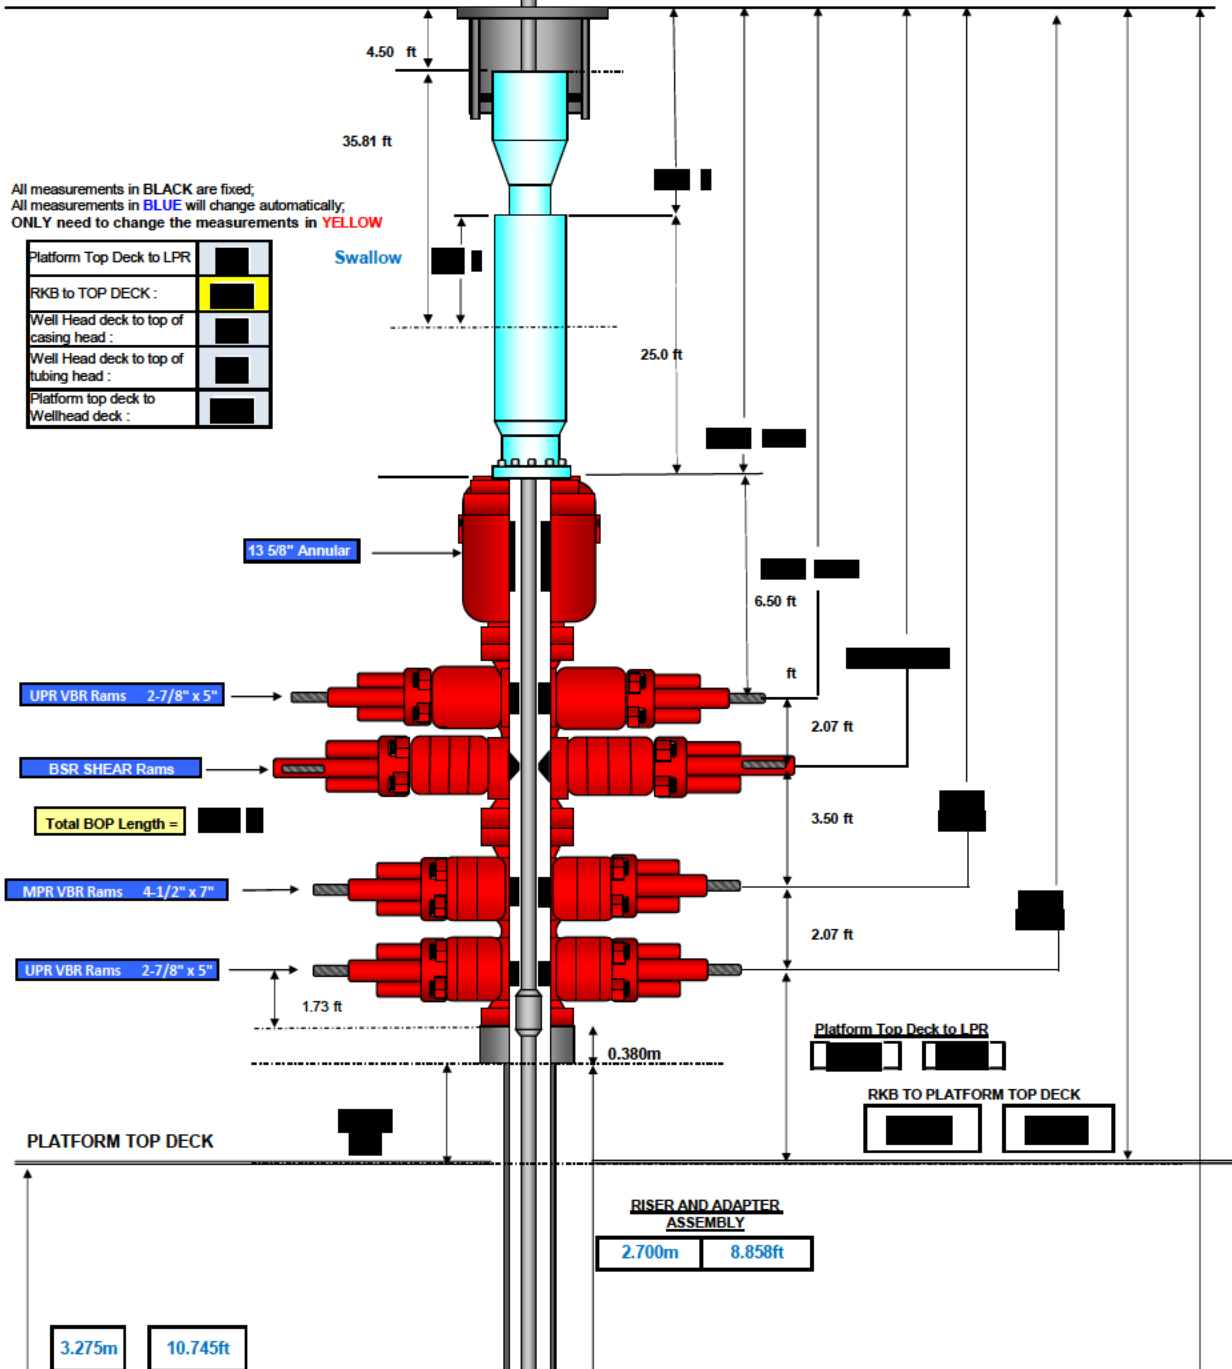 4.50 ft
35.81 ft
All measurements in BLACK are fixed;
All measurements in BLUE will change automatically;
ONLY need to change the measurements in YELLOW
Platform Top Deck to LPR
RKB to TOP DECK :
Well Head deck to top of
casing head :
Well Head deck to top of
tubing head :
Platform top deck to
Wellhead deck :
Swallow
25.0 ft
13 5/8" Annular
6.50 ft
ft
UPR VBR Rams 2-7/8" x 5"
2.07 ft
BSR SHEAR Rams
Total BOP Length =
3.50 ft
MPR VBR Rams 4-1/2" x 7"
2.07 ft
UPR VBR Rams 2-7/8" x 5"
1.73 ft
0.380m
Platform Top Deck to LPR
RKB TO PLATFORM TOP DECK
PLATFORM TOP DECK
RISER AND ADAPTER
ASSEMBLY
2.700m 8.858ft
3.275m 10.745ft